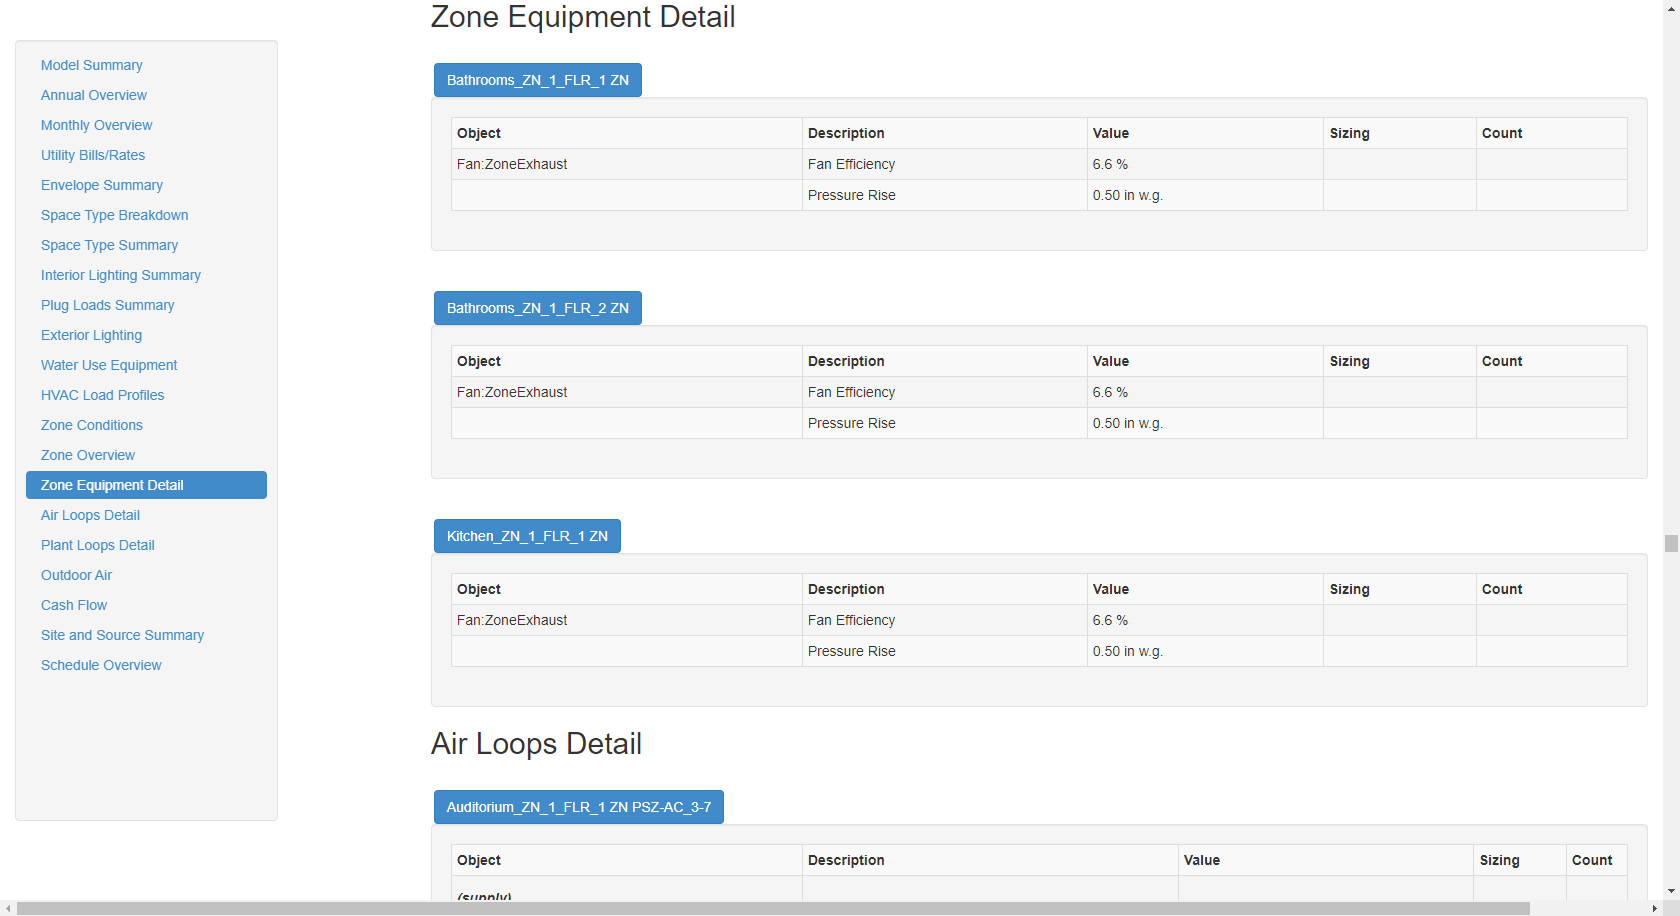 Zone Equipment Detail
Model Summary
Annual Overview
Monthly Overview
Utility Bills/Rates
Envelope Summary
Space Type Breakdown
Space Type Summary
Interior Lighting Summary
Plug Loads Summary
Exterior Lighting
Water Use Equipment
HVAC Load Profiles
Zone Conditions
Zone Overview
Zone Equipment Detail
Air Loops Detail
Plant Loops Detail
Outdoor Air
Cash Flow
Site and Source Summary
Schedule Overview
Bathrooms_ZN_1_FLR_1 ZN
Object Description Value Sizing Count
Fan:ZoneExhaust Fan Efficiency 6.6 %
Pressure Rise 0.50 in w.g.
Bathrooms_ZN_1_FLR_2 ZN
Object Description Value Sizing Count
Fan:ZoneExhaust Fan Efficiency 6.6 %
Pressure Rise 0.50 in w.g.
Kitchen_ZN_1_FLR_1 ZN
Object Description Value Sizing Count
Fan:ZoneExhaust Fan Efficiency 6.6 %
Pressure Rise 0.50 in w.g.
Air Loops Detail
Auditorium_ZN_1_FLR_1 ZN PSZ-AC_3-7
Object Description Value Sizing Count
(supply)